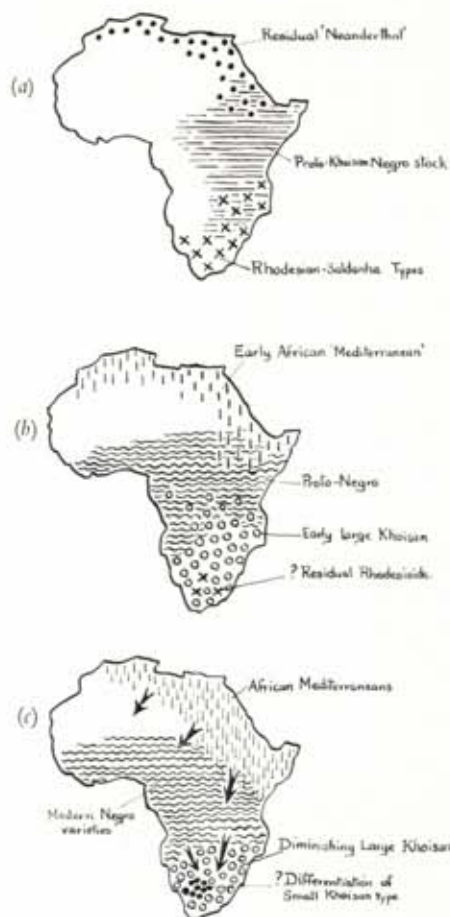 (a)
Residual 'Neanderthal'
Proto-Khoisan Negro stock
Rhodesian-Saldanha Types
(b)
Early African 'Mediterranean'
Proto-Negro
Early large Khoisan
? Residual Rhodesioids
(c)
African Mediterraneans
Modern Negro
varieties
Diminishing Large Khoisan
? Differentiation of
Small Khoisan type